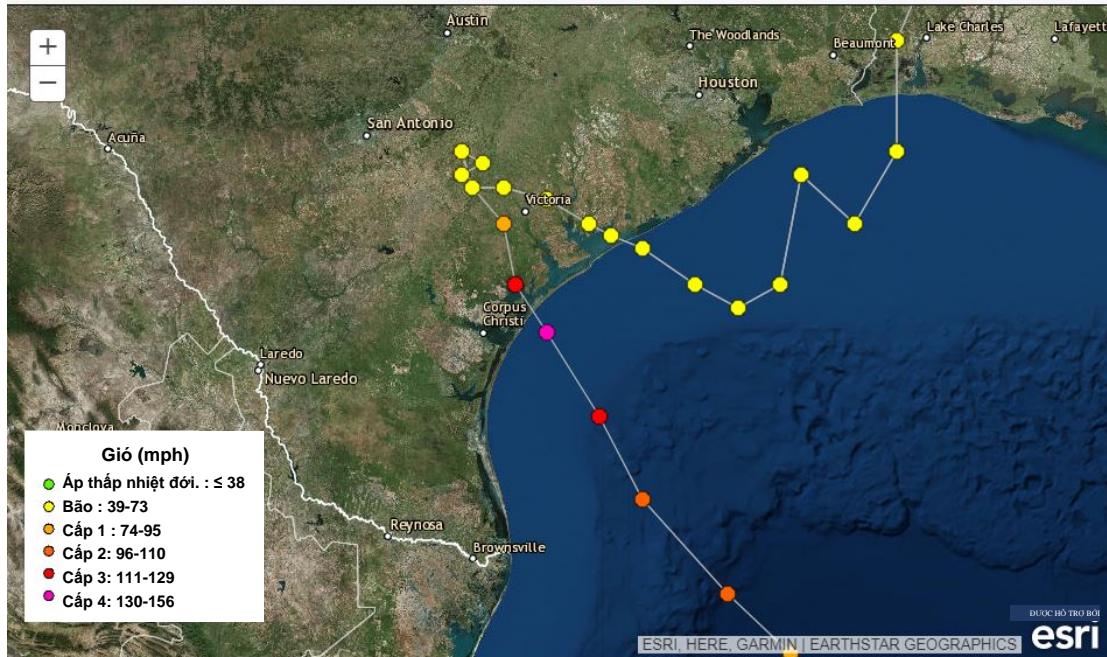 +
−
Austin
The Woodlands
Lake Charles
Lafayett
Beaumont
Houston
San Antonio
Acuña
Victoria
Corpus
Christi
Laredo
Nuevo Laredo
Monclova
Reynosa
Brownsville
Gió (mph)
Áp thấp nhiệt đới. : ≤ 38
Bão : 39-73
Cấp 1 : 74-95
Cấp 2: 96-110
Cấp 3: 111-129
Cấp 4: 130-156
ĐƯỢC HỖ TRỢ BỞI
esri
ESRI, HERE, GARMIN | EARTHSTAR GEOGRAPHICS